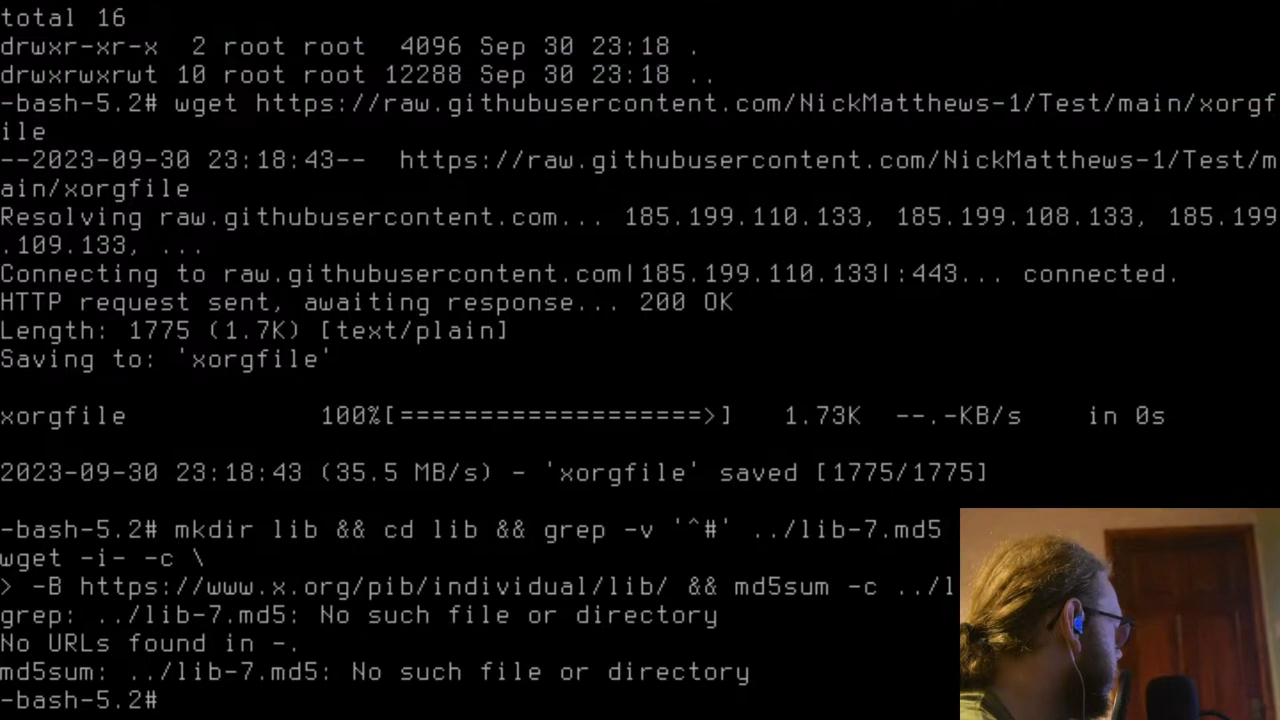 total 16
drwxr-xr-x  2 root root  4096 Sep 30 23:18 .
drwxrwxrwt 10 root root 12288 Sep 30 23:18 ..
-bash-5.2# wget https://raw.githubusercontent.com/NickMatthews-1/Test/main/xorgf
ile
--2023-09-30 23:18:43--  https://raw.githubusercontent.com/NickMatthews-1/Test/m
ain/xorgfile
Resolving raw.githubusercontent.com... 185.199.110.133, 185.199.108.133, 185.199
.109.133, ...
Connecting to raw.githubusercontent.com|185.199.110.133|:443... connected.
HTTP request sent, awaiting response... 200 OK
Length: 1775 (1.7K) [text/plain]
Saving to: 'xorgfile'
xorgfile            100%[===================>]   1.73K  --.-KB/s    in 0s
2023-09-30 23:18:43 (35.5 MB/s) - 'xorgfile' saved [1775/1775]
-bash-5.2# mkdir lib && cd lib && grep -v '^#' ../lib-7.md5
wget -i- -c \
> -B https://www.x.org/pib/individual/lib/ && md5sum -c ../l
grep: ../lib-7.md5: No such file or directory
No URLs found in -.
md5sum: ../lib-7.md5: No such file or directory
-bash-5.2#